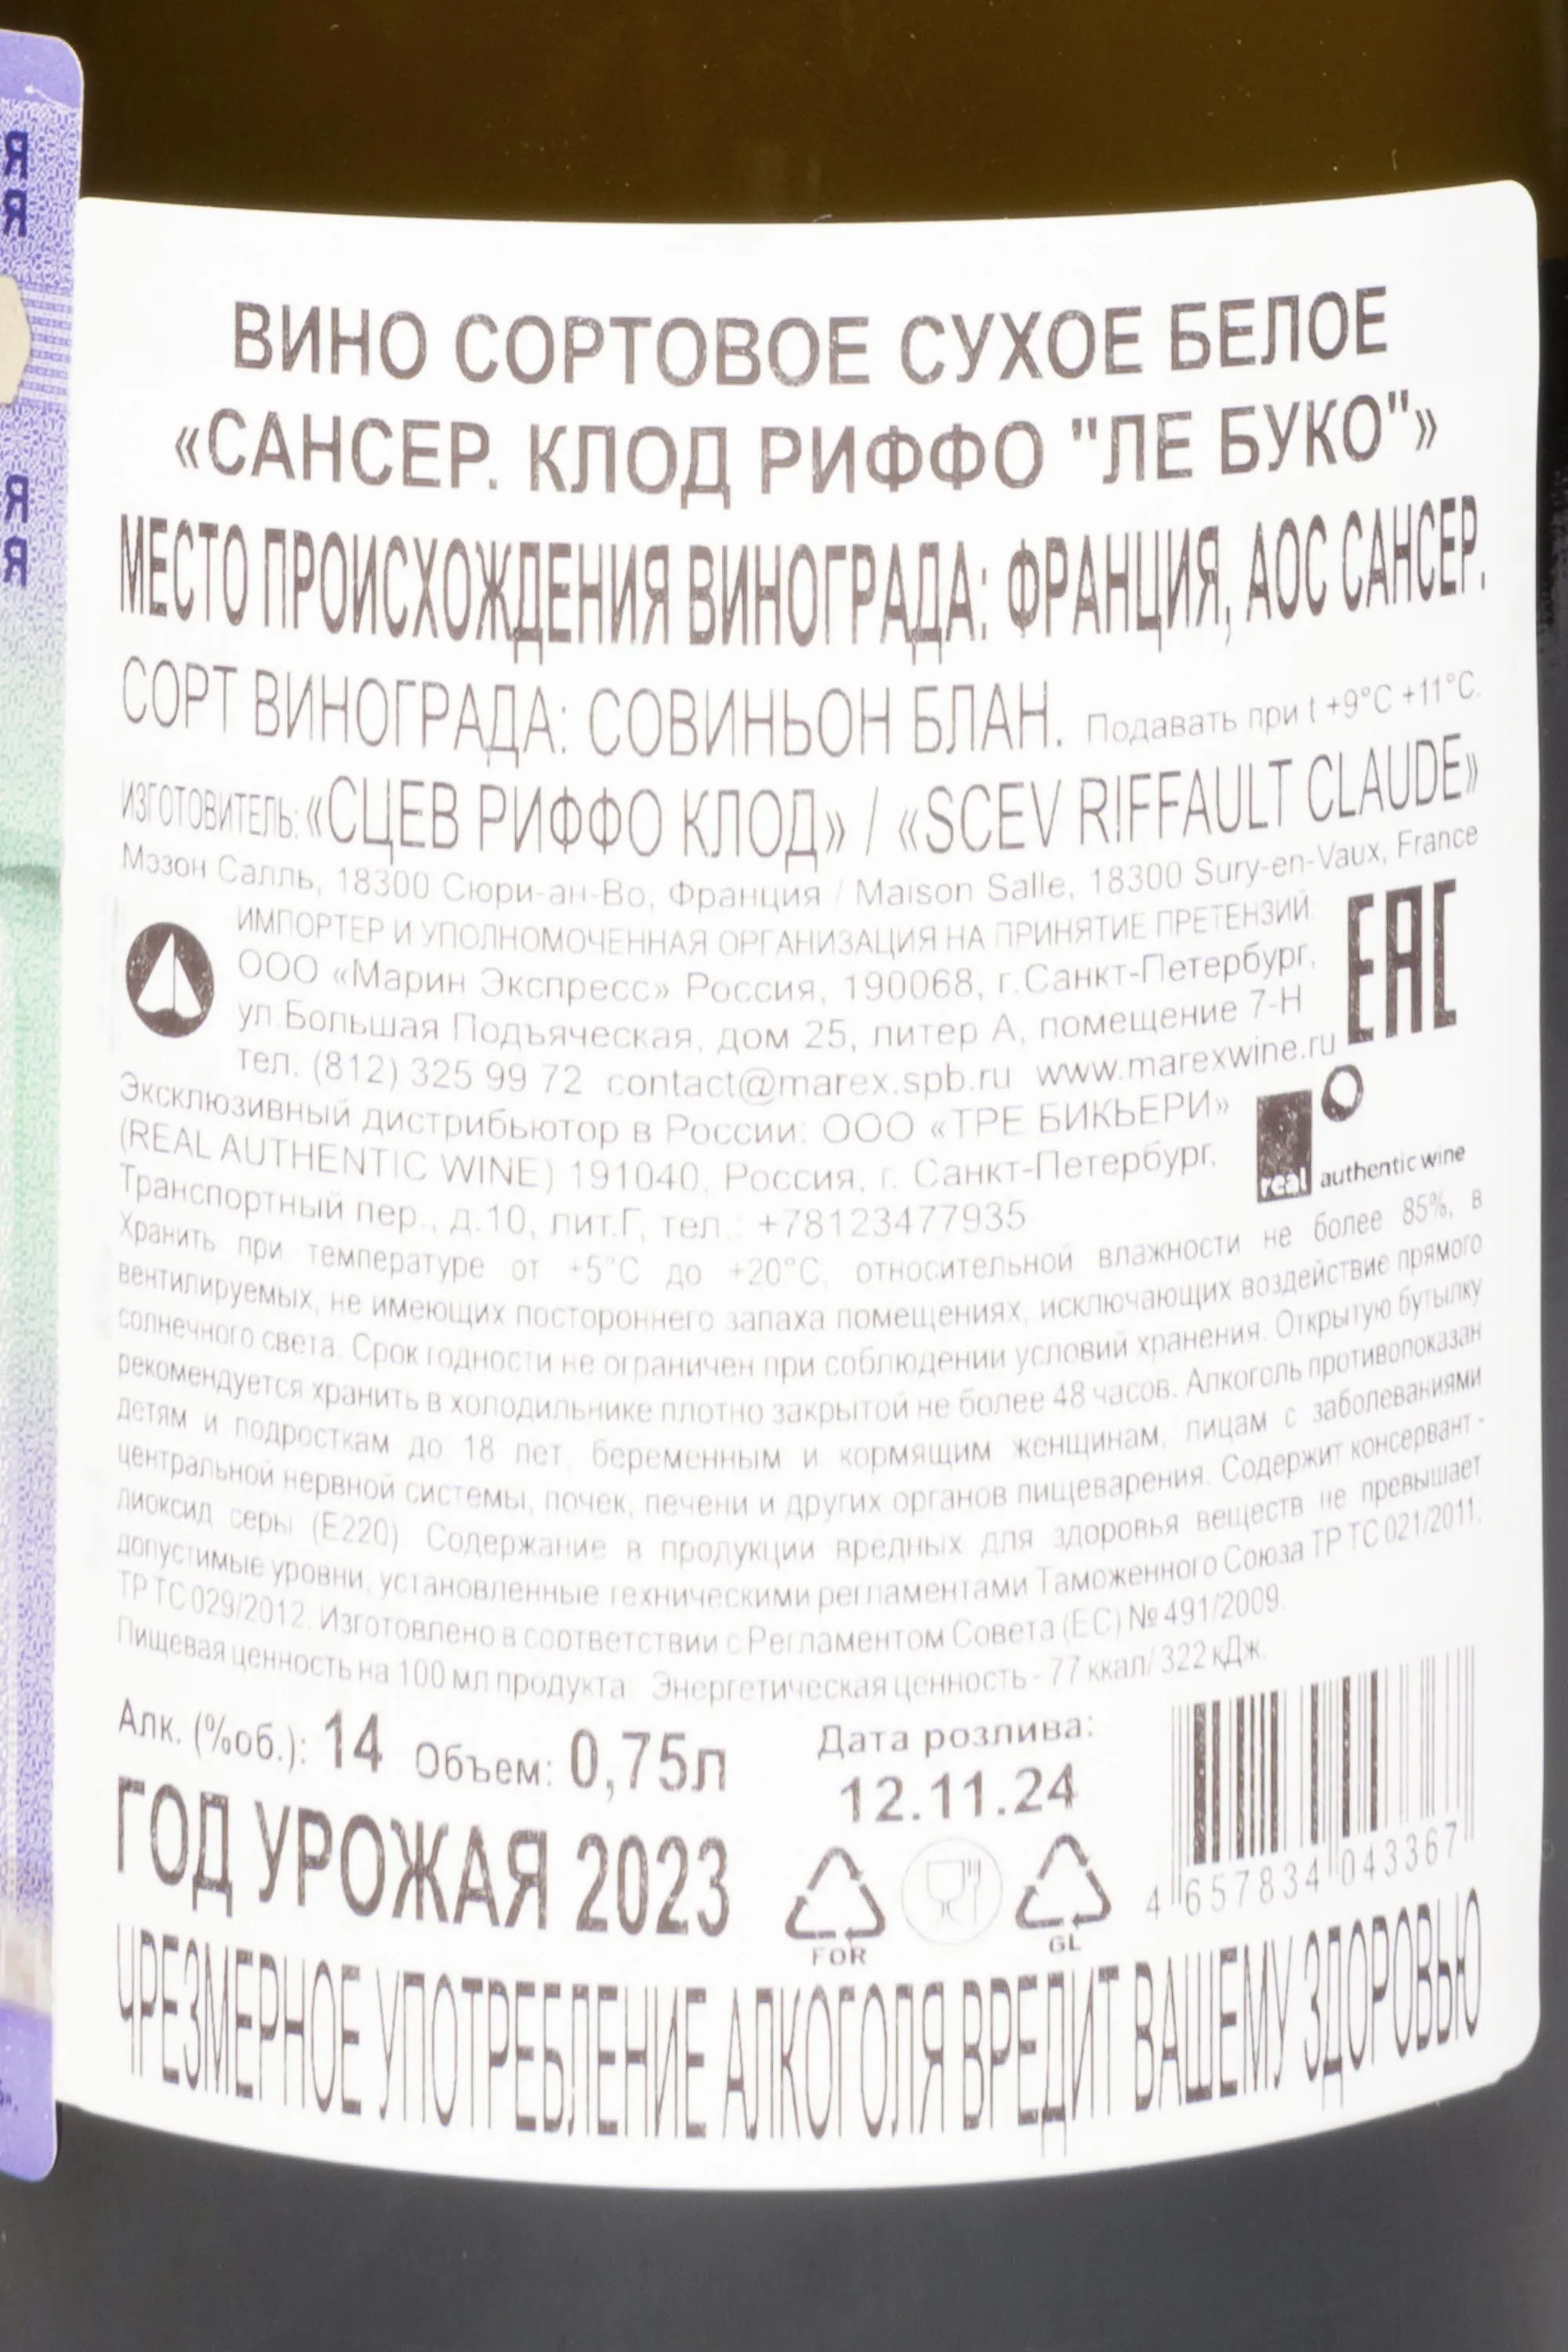 Я
Я
Я
Я
ВИНО СОРТОВОЕ СУХОЕ БЕЛОЕ
«САНСЕР. КЛОД РИФФО "ЛЕ БУКО"»
МЕСТО ПРОИСХОЖДЕНИЯ ВИНОГРАДА: ФРАНЦИЯ, АОС САНСЕР.
СОРТ ВИНОГРАДА: СОВИНЬОН БЛАН. Подавать при t +9°C +11°C.
ИЗГОТОВИТЕЛЬ: «СЦЕВ РИФФО КЛОД» / «SCEV RIFFAULT CLAUDE»
Мэзон Салль, 18300 Сюри-ан-Во, Франция / Maison Salle, 18300 Sury-en-Vaux, France
ИМПОРТЕР И УПОЛНОМОЧЕННАЯ ОРГАНИЗАЦИЯ НА ПРИНЯТИЕ ПРЕТЕНЗИЙ
ООО «Марин Экспресс» Россия, 190068, г.Санкт-Петербург,
ул.Большая Подъяческая, дом 25, литер А, помещение 7-Н
тел. (812) 325 99 72 contact@marex.spb.ru www.marexwine.ru
EAC
Эксклюзивный дистрибьютор в России: ООО «ТРЕ БИКЬЕРИ»
(REAL AUTHENTIC WINE) 191040, Россия, г. Санкт-Петербург,
Транспортный пер., д.10, лит.Г, тел.: +78123477935
real authentic wine
Хранить при температуре от +5°C до +20°C, относительной влажности не более 85%, в
вентилируемых, не имеющих постороннего запаха помещениях, исключающих воздействие прямого
солнечного света. Срок годности не ограничен при соблюдении условий хранения. Открытую бутылку
рекомендуется хранить в холодильнике плотно закрытой не более 48 часов. Алкоголь противопоказан
детям и подросткам до 18 лет, беременным и кормящим женщинам, лицам с заболеваниями
центральной нервной системы, почек, печени и других органов пищеварения. Содержит консервант -
диоксид серы (Е220) Содержание в продукции вредных для здоровья веществ не превышает
допустимые уровни, установленные техническими регламентами Таможенного Союза ТР ТС 021/2011,
ТР ТС 029/2012. Изготовлено в соответствии с Регламентом Совета (ЕС) № 491/2009.
Пищевая ценность на 100 мл продукта: Энергетическая ценность - 77 ккал/ 322 кДж.
Алк. (%об.): 14 Объем: 0,75л
Дата розлива:
12.11.24
ГОД УРОЖАЯ 2023
FOR
GL
4 657834 043367
ЧРЕЗМЕРНОЕ УПОТРЕБЛЕНИЕ АЛКОГОЛЯ ВРЕДИТ ВАШЕМУ ЗДОРОВЬЮ